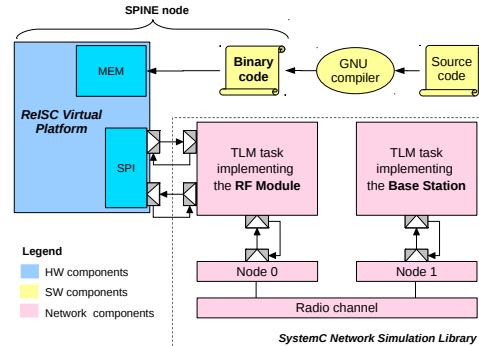 SPINE node
MEM
Binary
code
GNU
compiler
Source
code
ReISC Virtual
Platform
SPI
TLM task
implementing
the RF Module
TLM task
implementing
the Base Station
Legend
HW components
SW components
Network components
Node 0
Node 1
Radio channel
SystemC Network Simulation Library